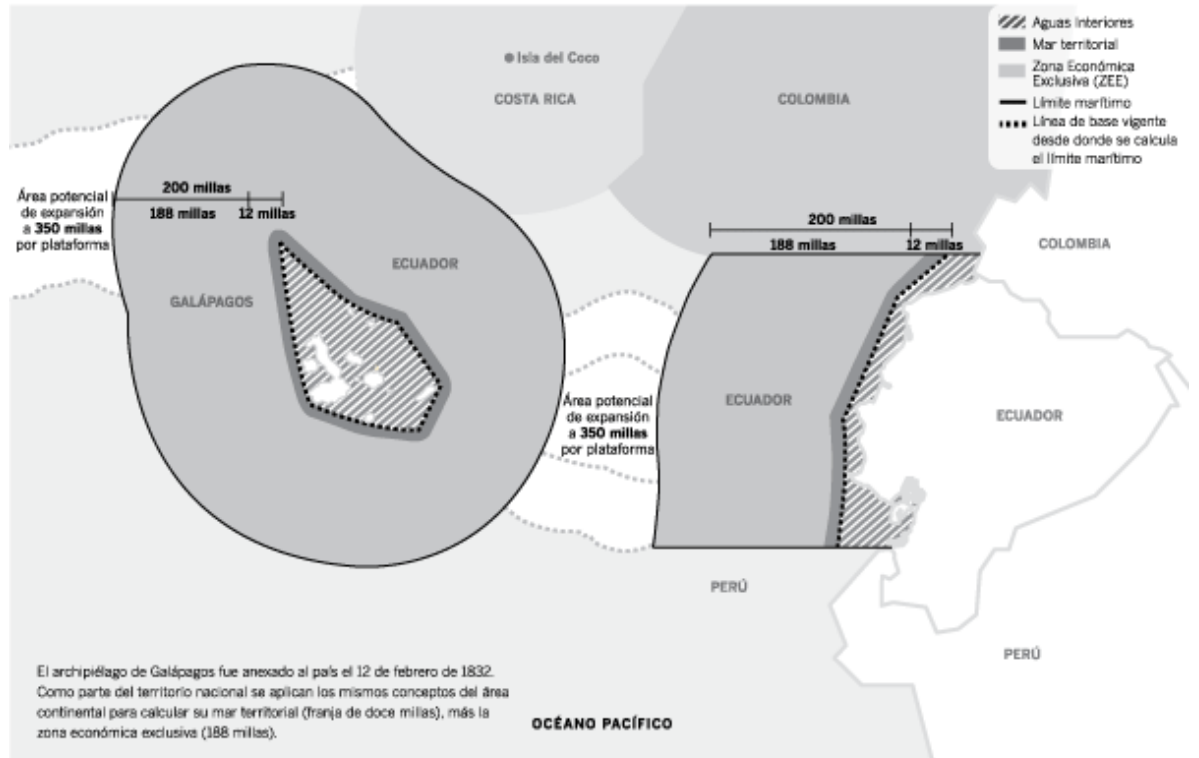 Aguas Interiores
Mar territorial
Zona Económica
Exclusiva (ZEE)
Límite marítimo
Línea de base vigente
desde donde se calcula
el límite marítimo
Isla del Coco
COSTA RICA
COLOMBIA
200 millas
188 millas
12 millas
Área potencial
de expansión
a 350 millas
por plataforma
ECUADOR
GALÁPAGOS
200 millas
188 millas
12 millas
COLOMBIA
Área potencial
de expansión
a 350 millas
por plataforma
ECUADOR
ECUADOR
PERÚ
PERÚ
El archipiélago de Galápagos fue anexado al país el 12 de febrero de 1832.
Como parte del territorio nacional se aplican los mismos conceptos del área
continental para calcular su mar territorial (franja de doce millas), más la
zona económica exclusiva (188 millas).
OCÉANO PACÍFICO